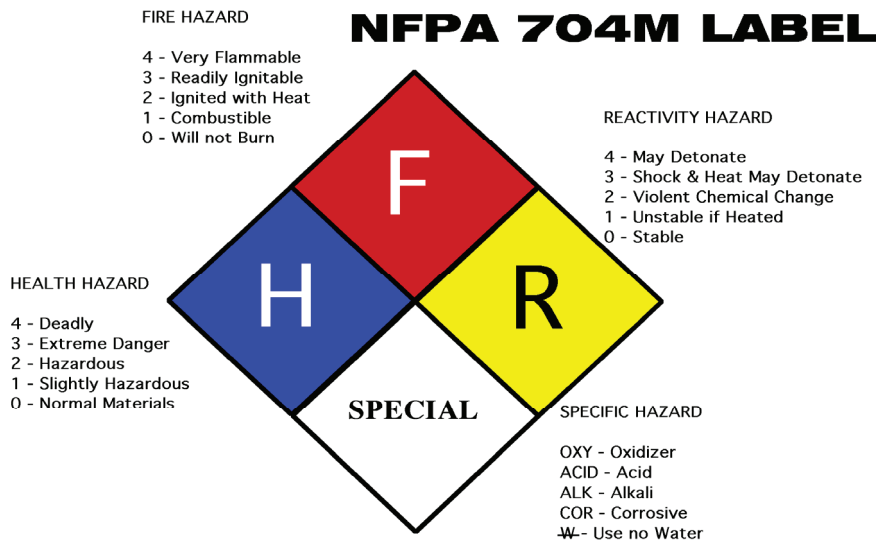 NFPA 704M LABEL
FIRE HAZARD
4 - Very Flammable
3 - Readily Ignitable
2 - Ignited with Heat
1 - Combustible
0 - Will not Burn
F
REACTIVITY HAZARD
4 - May Detonate
3 - Shock & Heat May Detonate
2 - Violent Chemical Change
1 - Unstable if Heated
0 - Stable
R
HEALTH HAZARD
4 - Deadly
3 - Extreme Danger
2 - Hazardous
1 - Slightly Hazardous
0 - Normal Materials
H
SPECIAL
SPECIFIC HAZARD
OXY - Oxidizer
ACID - Acid
ALK - Alkali
COR - Corrosive
W - Use no Water